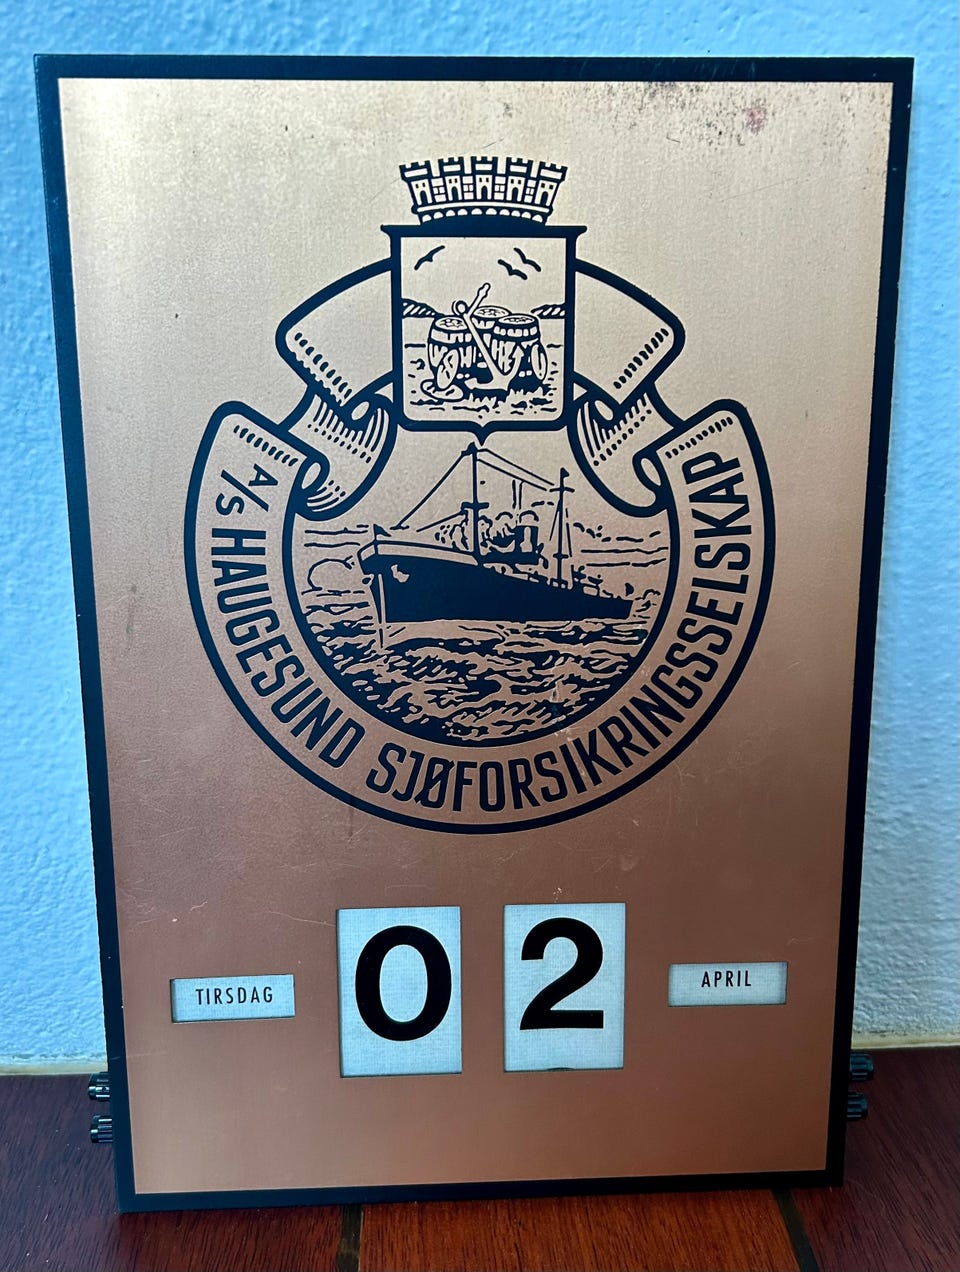 A/S HAUGESUND SJØFORSIKRINGSSELSKAP
TIRSDAG 02 APRIL